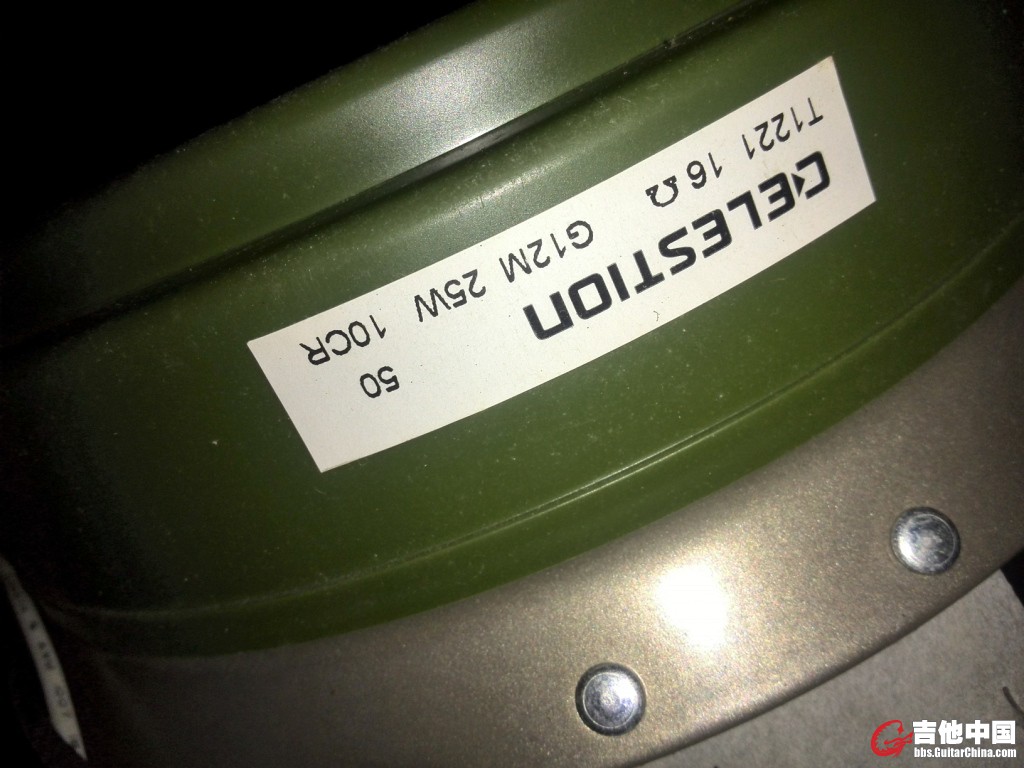 CELESTION 50
T1221 16Ω G12M 25W 10CR
吉他中国
bbs.GuitarChina.com